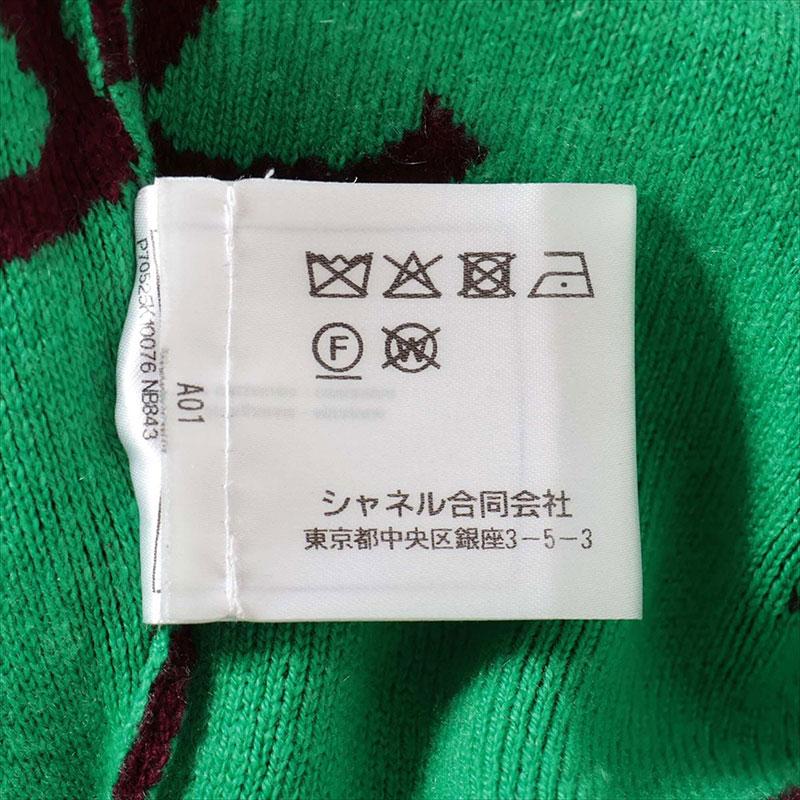 P70525K10076 NB843
A01
F
W
シャネル合同会社
東京都中央区銀座3-5-3